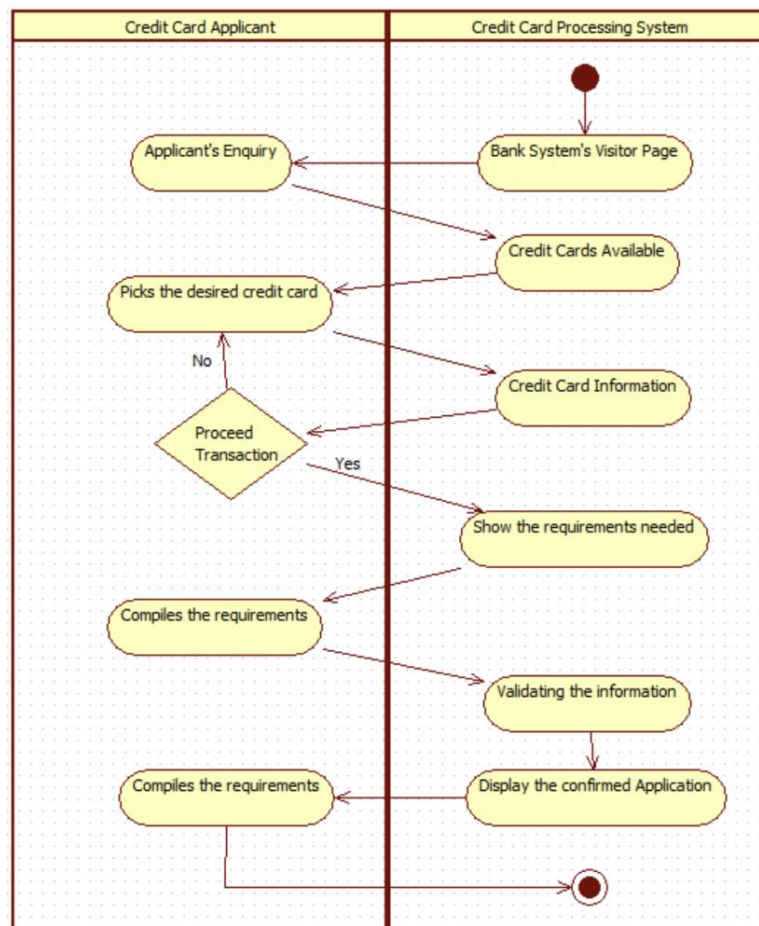 Credit Card Applicant
Credit Card Processing System
Bank System's Visitor Page
Applicant's Enquiry
Credit Cards Available
Picks the desired credit card
No
Credit Card Information
Proceed
Transaction
Yes
Show the requirements needed
Compiles the requirements
Validating the information
Display the confirmed Application
Compiles the requirements